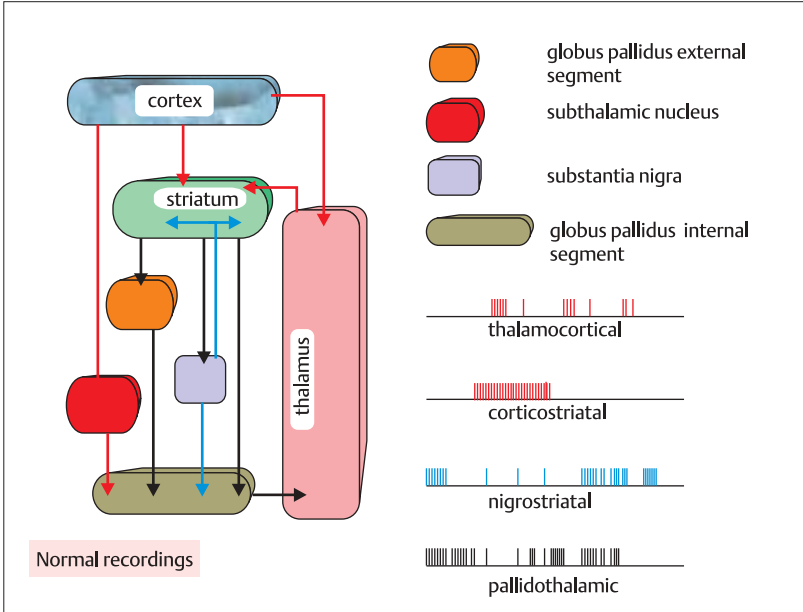 cortex
striatum
thalamus
Normal recordings
globus pallidus external
segment
subthalamic nucleus
substantia nigra
globus pallidus internal
segment
thalamocortical
corticostriatal
nigrostriatal
pallidothalamic